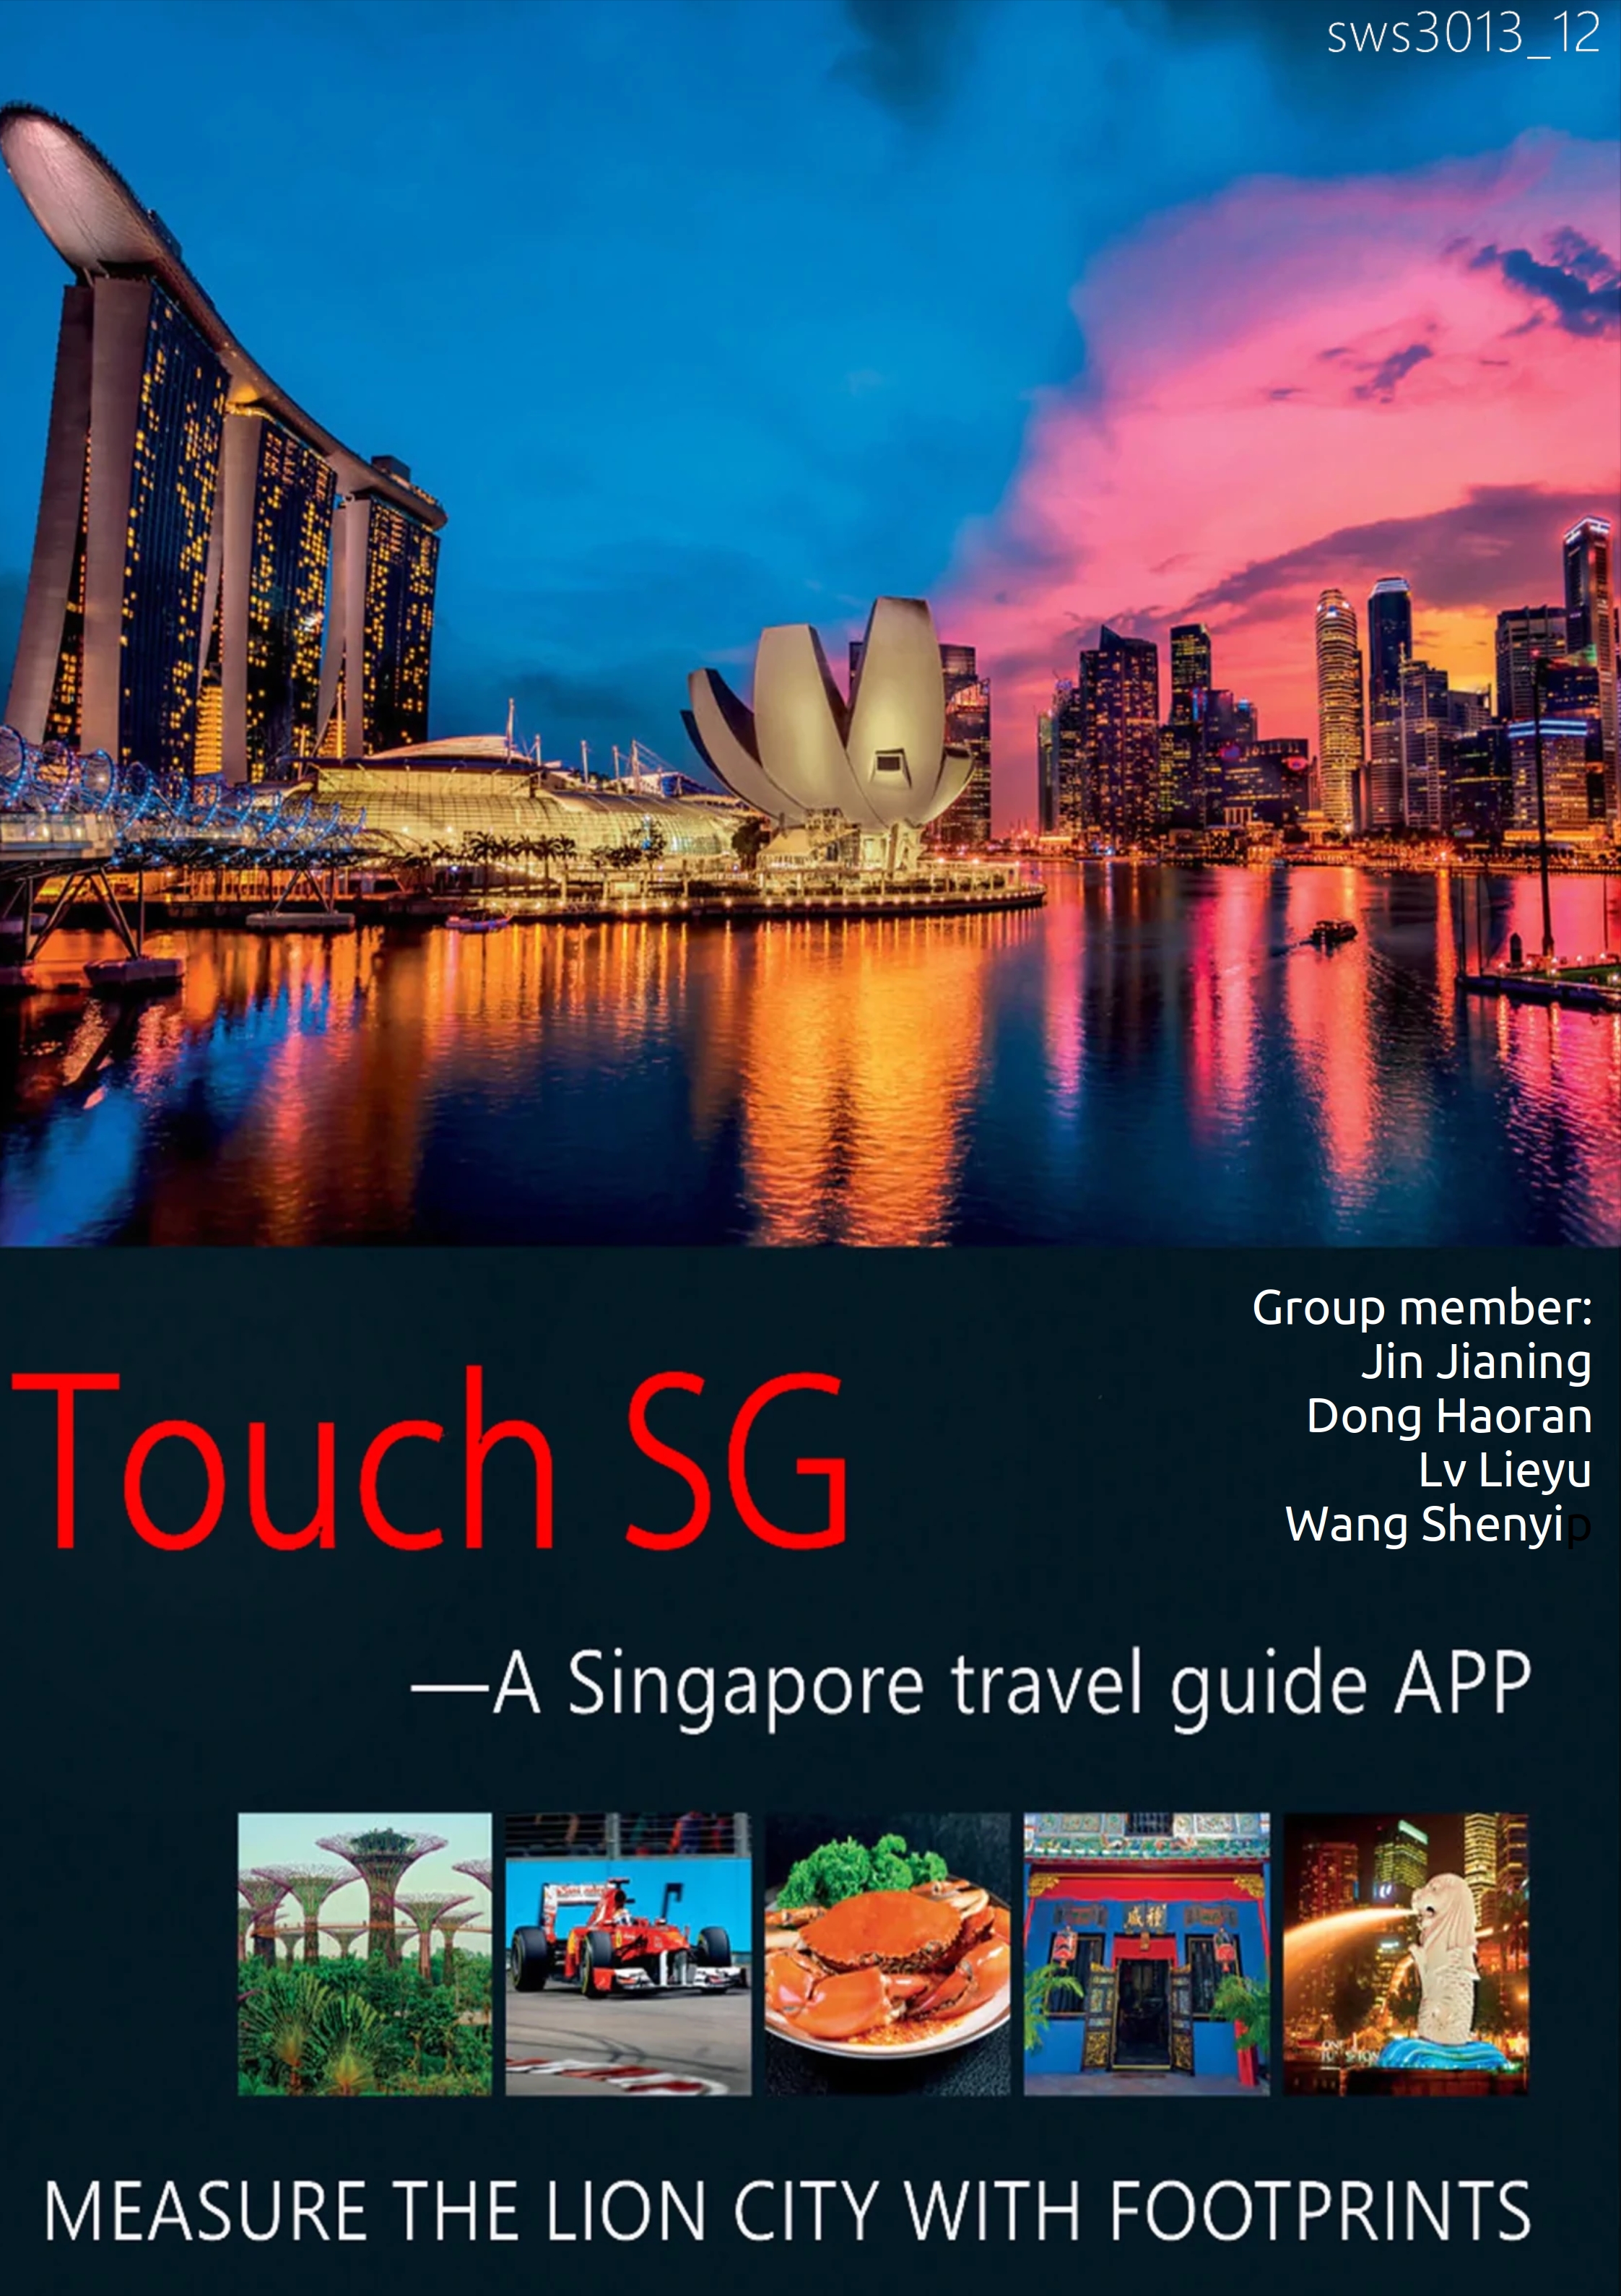 sws3013_12
Group member:
Jin Jianing
Dong Haoran
Lv Lieyu
Wang Shenyip
Touch SG
—A Singapore travel guide APP
MEASURE THE LION CITY WITH FOOTPRINTS